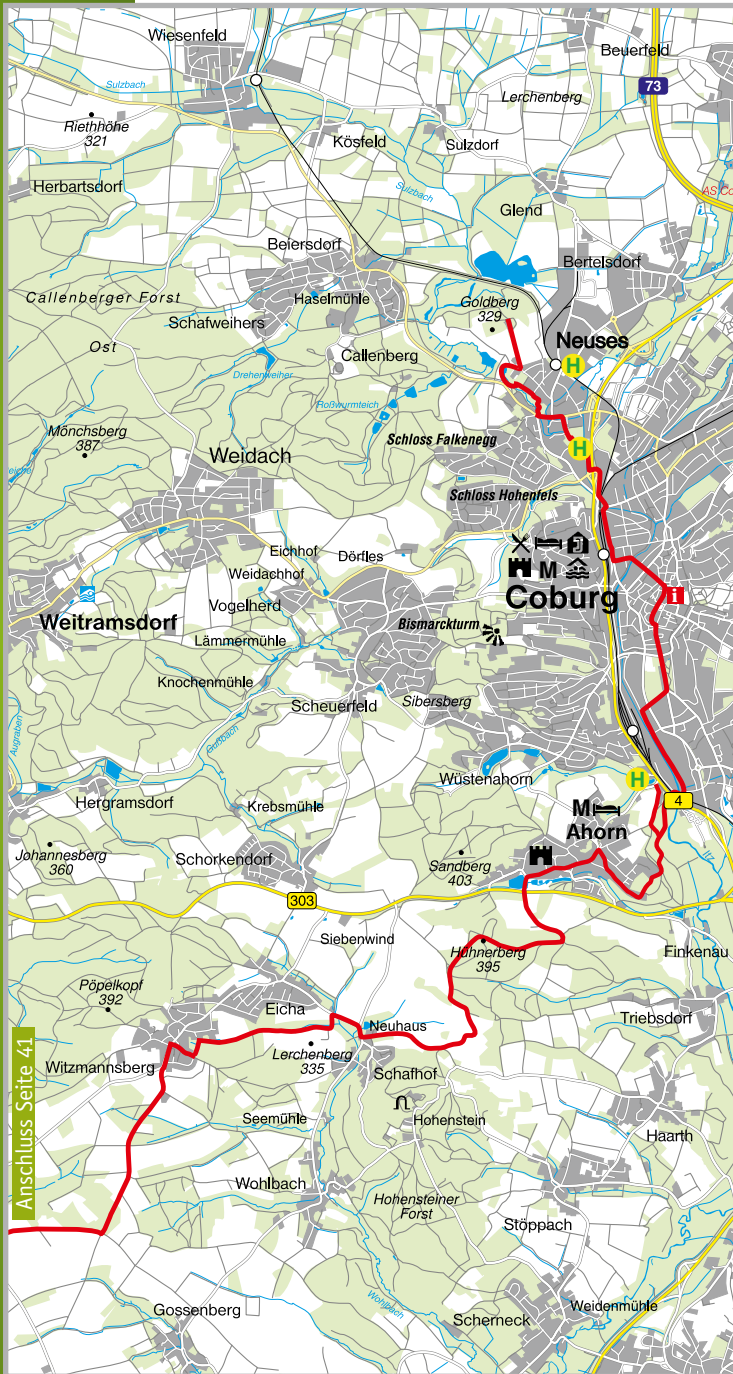 Wiesenfeld
Beuerfeld
Sulzbach
73
Lerchenberg
Riethhöhe
321
Kösfeld
Sulzdorf
Herbartsdorf
Sulzbach
AS Co
Glend
Beiersdorf
Bertelsdorf
Callenberger Forst
Haselmühle
Goldberg
329
Schafweihers
Ost
Neuses
Callenberg
H
Drehenweiher
Roßwurmteich
Mönchsberg
387
Schloss Falkenegg
H
Weidach
Schloss Hohenfels
Eichhof
Dörfles
Weidachhof
M
i
Coburg
Vogelherd
Weitramsdorf
Bismarckturm
Lämmermühle
Knochenmühle
Scheuerfeld
Sibersberg
Augraben
Wüstenahorn
H
Hergramsdorf
Krebsmühle
4
M
Ahorn
Johannesberg
360
Schorkendorf
Sandberg
403
Itz
303
Siebenwind
Huhnerberg
395
Finkenau
Pöpelkopf
392
Eicha
Neuhaus
Triebsdorf
Witzmannsberg
Lerchenberg
335
Schafhof
Anschluss Seite 41
Seemühle
Hohenstein
Haarth
Wohlbach
Hohensteiner
Forst
Stöppach
Wohlbach
Gossenberg
Scherneck
Weidenmühle